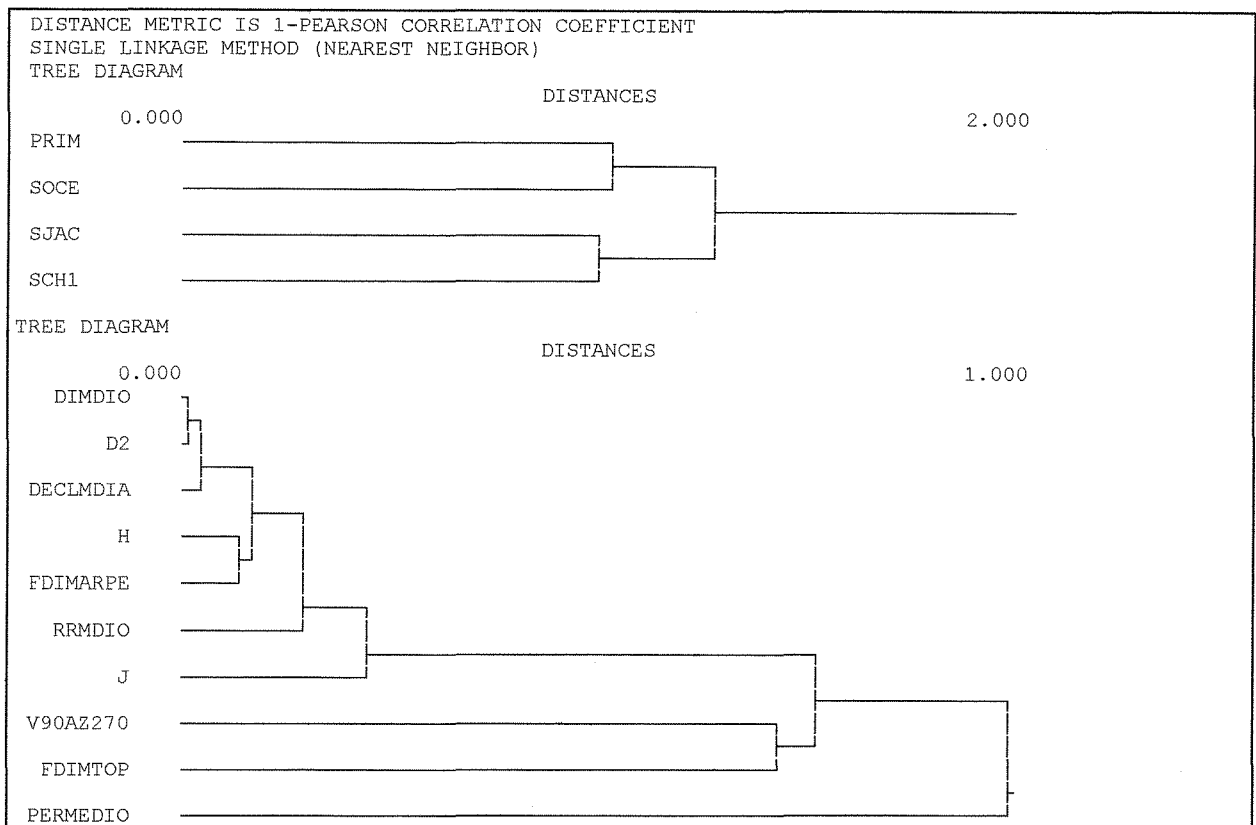 DISTANCE METRIC IS 1-PEARSON CORRELATION COEFFICIENT
SINGLE LINKAGE METHOD (NEAREST NEIGHBOR)
TREE DIAGRAM
DISTANCES
0.000 2.000
PRIM
SOCE
SJAC
SCH1
TREE DIAGRAM
DISTANCES
0.000 1.000
DIMDIO
D2
DECLMDIA
H
FDIMARPE
RRMDIO
J
V90AZ270
FDIMTOP
PERMEDIO